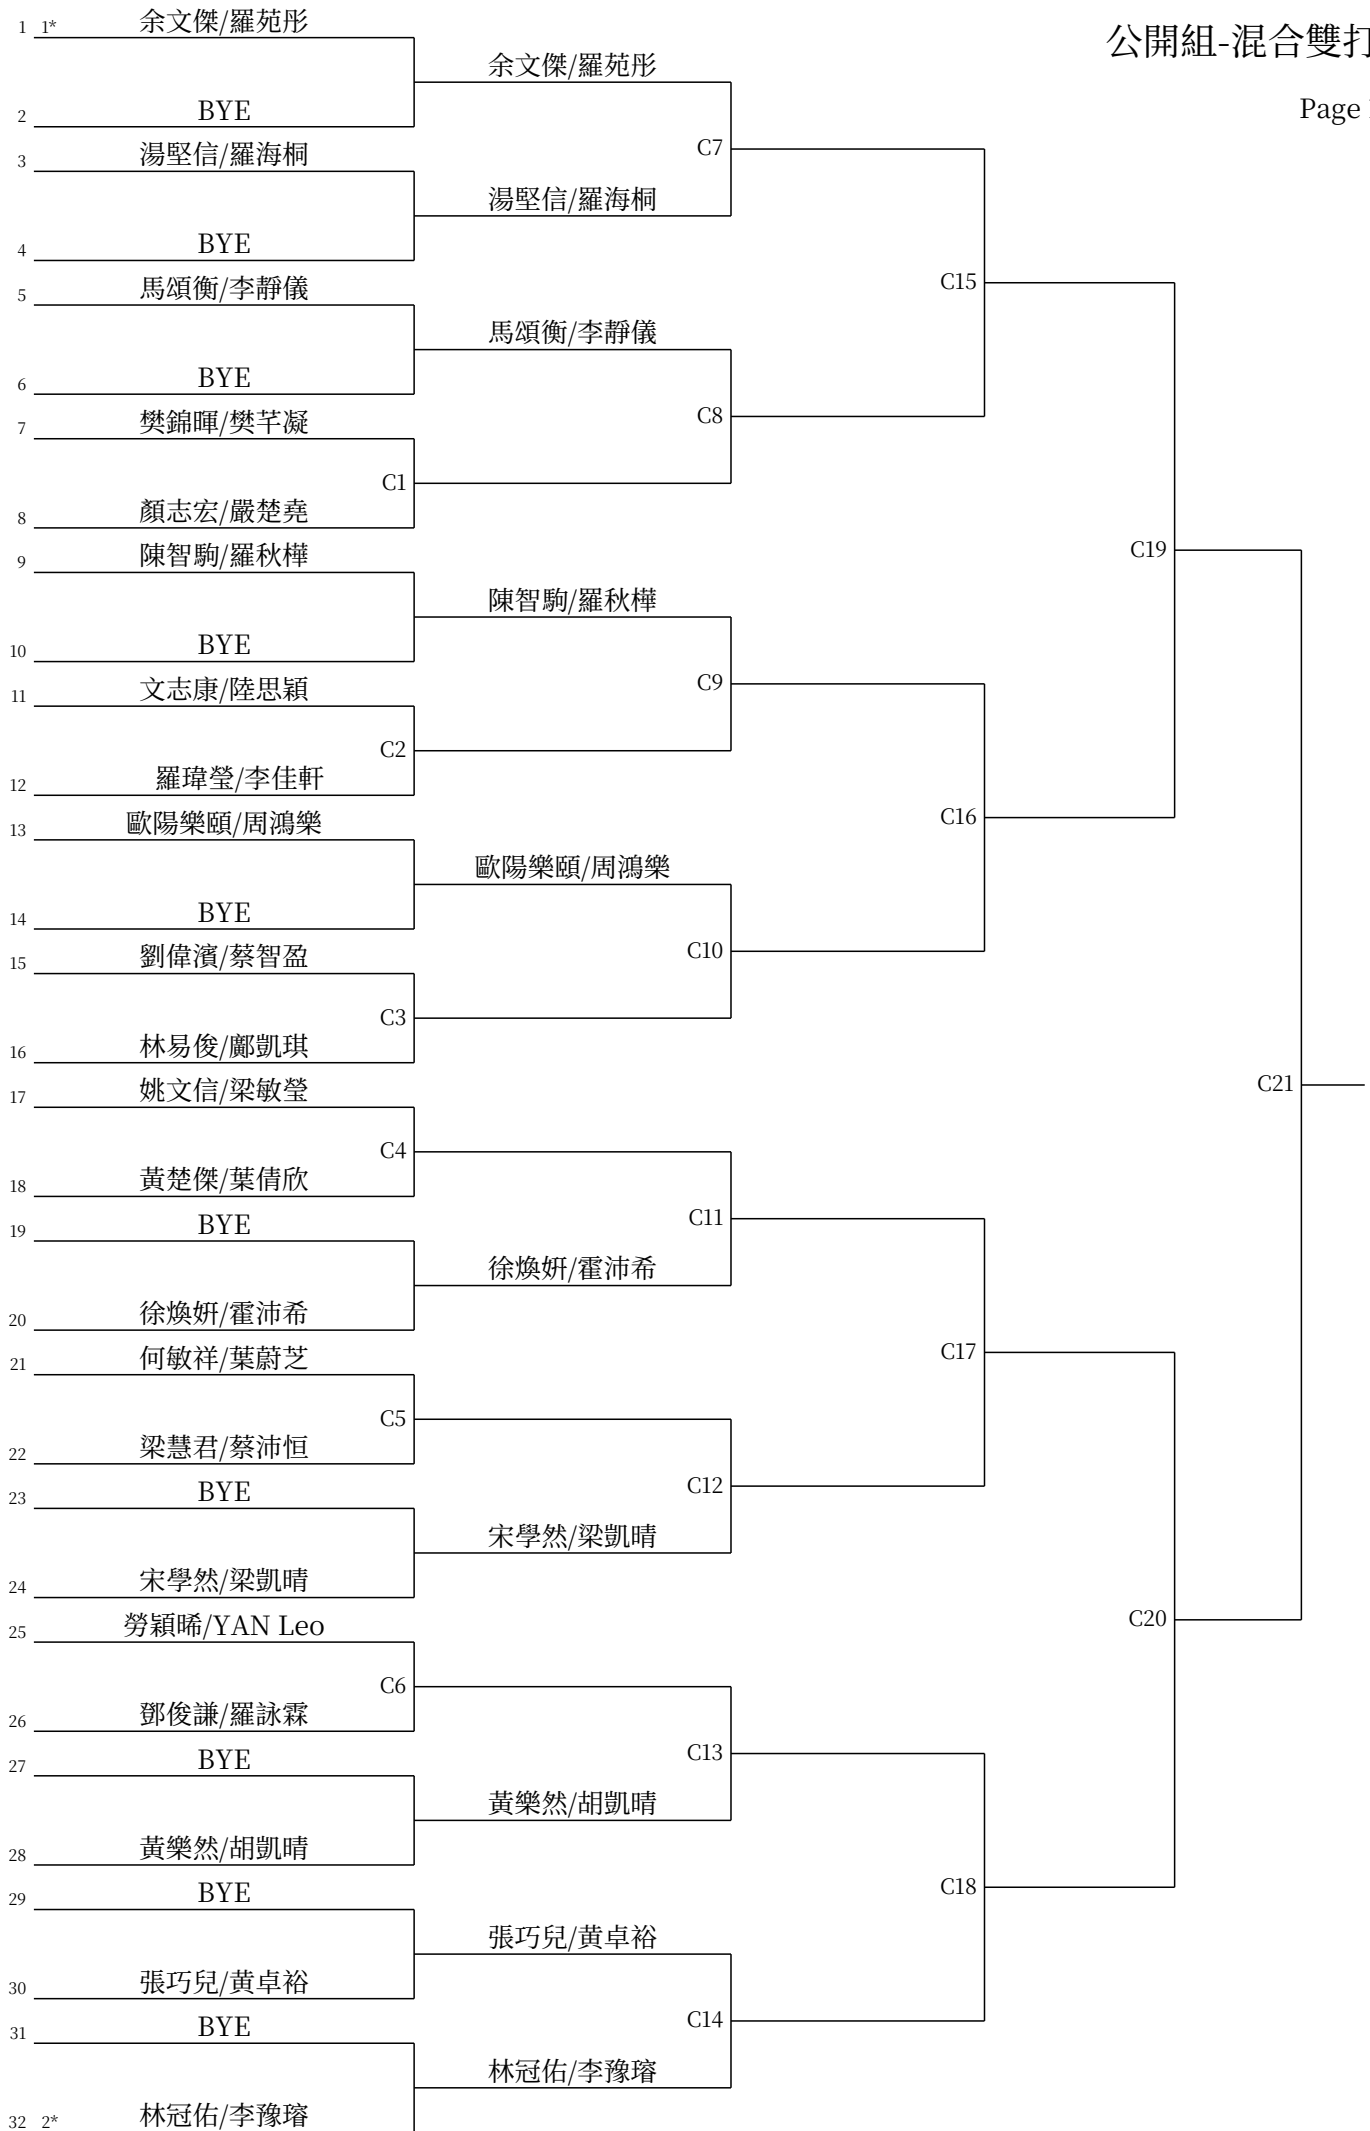 公開組-混合雙打
Page
1 1* 余文傑/羅苑彤
余文傑/羅苑彤
2 BYE
3 湯堅信/羅海桐
C7
湯堅信/羅海桐
4 BYE
C15
5 馬頌衡/李靜儀
馬頌衡/李靜儀
6 BYE
C8
7 樊錦暉/樊芊凝
C1
8 顏志宏/嚴楚堯
C19
9 陳智駒/羅秋樺
陳智駒/羅秋樺
10 BYE
C9
11 文志康/陸思穎
C2
12 羅瑋瑩/李佳軒
C16
13 歐陽樂頤/周鴻樂
歐陽樂頤/周鴻樂
14 BYE
C10
15 劉偉濱/蔡智盈
C3
16 林易俊/鄺凱琪
C21
17 姚文信/梁敏瑩
C4
18 黃楚傑/葉倩欣
C11
19 BYE
徐煥妍/霍沛希
20 徐煥妍/霍沛希
C17
21 何敏祥/葉蔚芝
C5
22 梁慧君/蔡沛恒
C12
23 BYE
宋學然/梁凱晴
24 宋學然/梁凱晴
C20
25 勞穎晞/YAN Leo
C6
26 鄧俊謙/羅詠霖
C13
27 BYE
黃樂然/胡凱晴
28 黃樂然/胡凱晴
C18
29 BYE
張巧兒/黃卓裕
30 張巧兒/黃卓裕
C14
31 BYE
林冠佑/李豫瑢
32 2* 林冠佑/李豫瑢